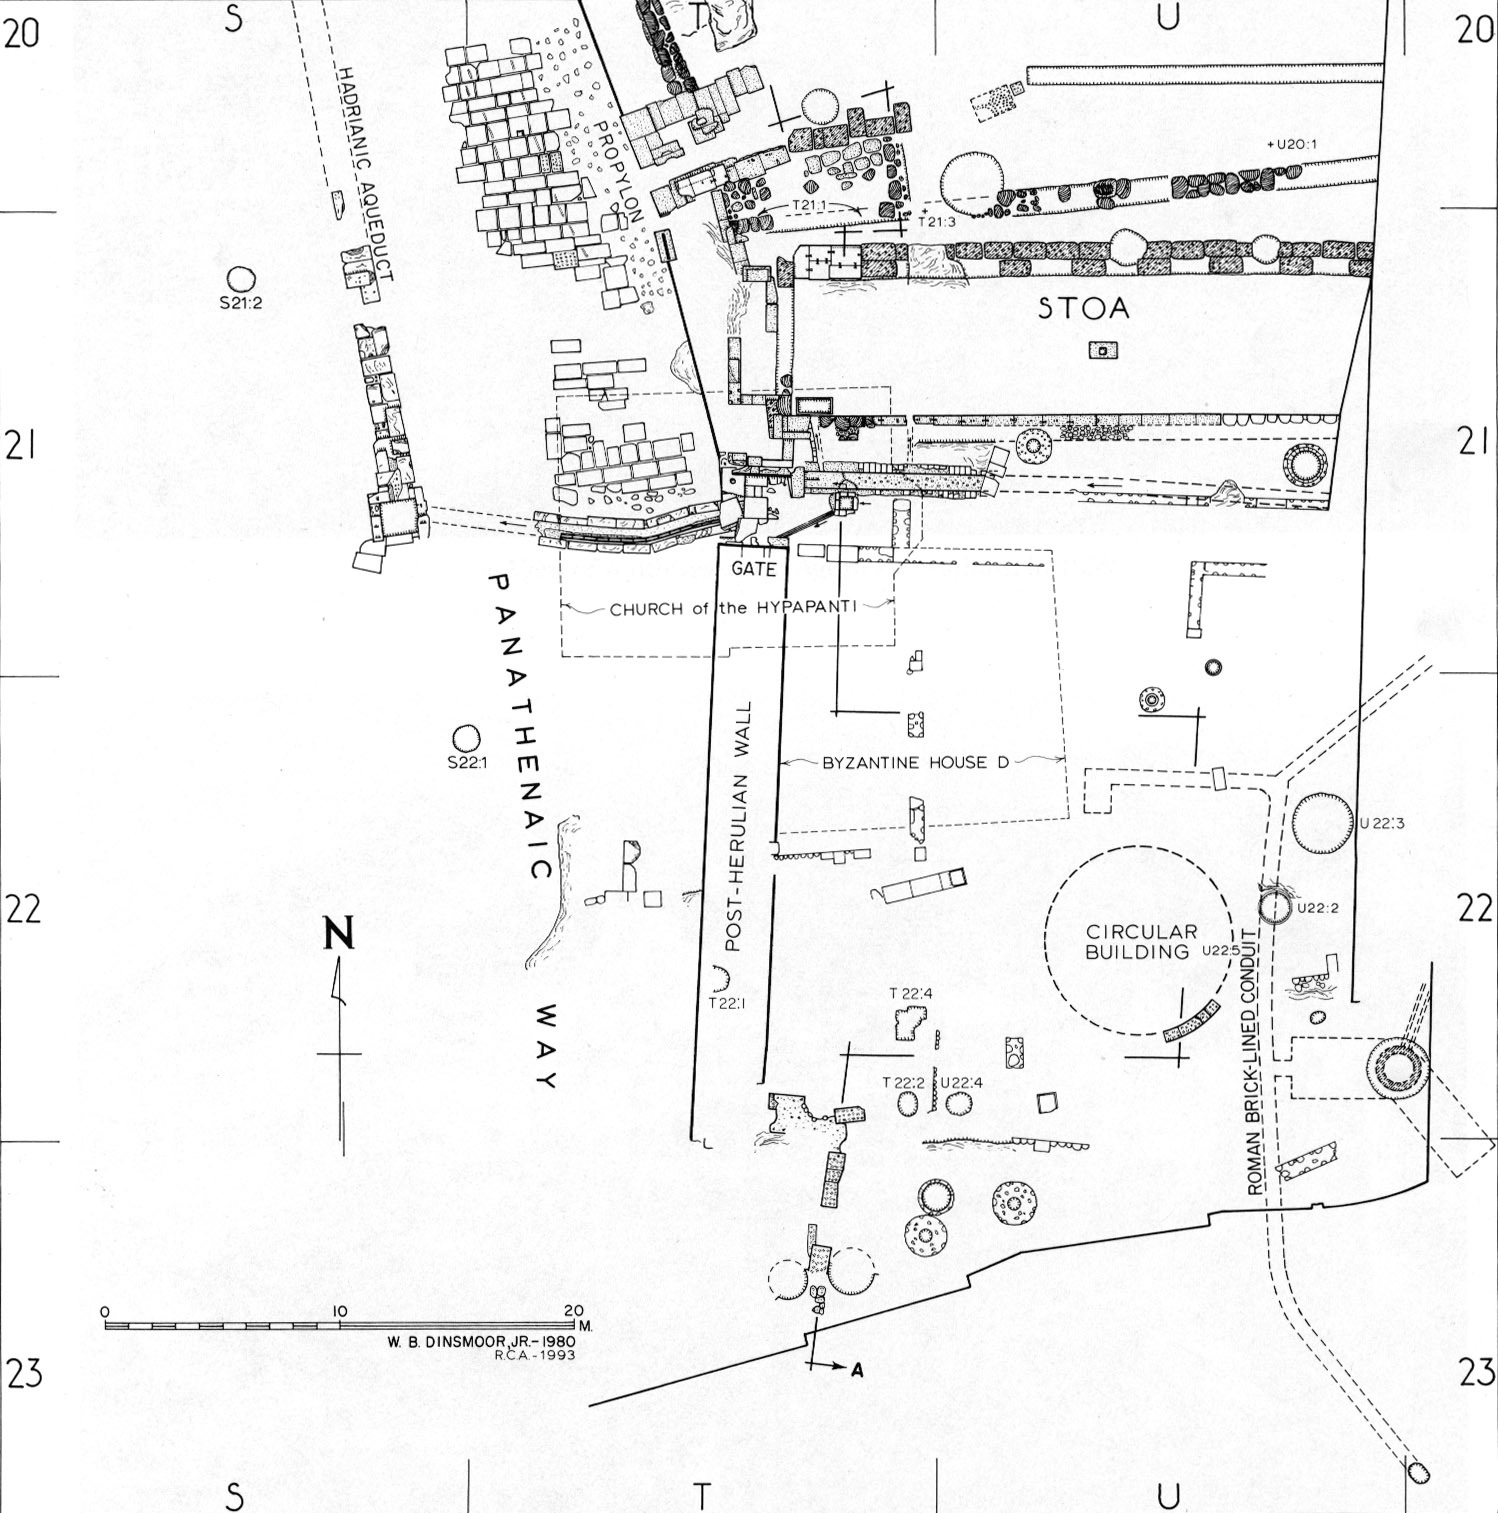 S T U
20 20
HADRIANIC AQUEDUCT
PROPYLON
+U20:1
T21:1
T21:3
S21:2
STOA
21 21
GATE
CHURCH of the HYPAPANTI
PANATHENAIC WAY
S22:1
POST-HERULIAN WALL
BYZANTINE HOUSE D
U22:3
22 22
U22:2
CIRCULAR
BUILDING
U22:5
N
T22:1
T22:4
ROMAN BRICK-LINED CONDUIT
T22:2
U22:4
0 10 20
M.
W. B. DINSMOOR, JR.-1980
R.C.A.-1993
A
23 23
S T U